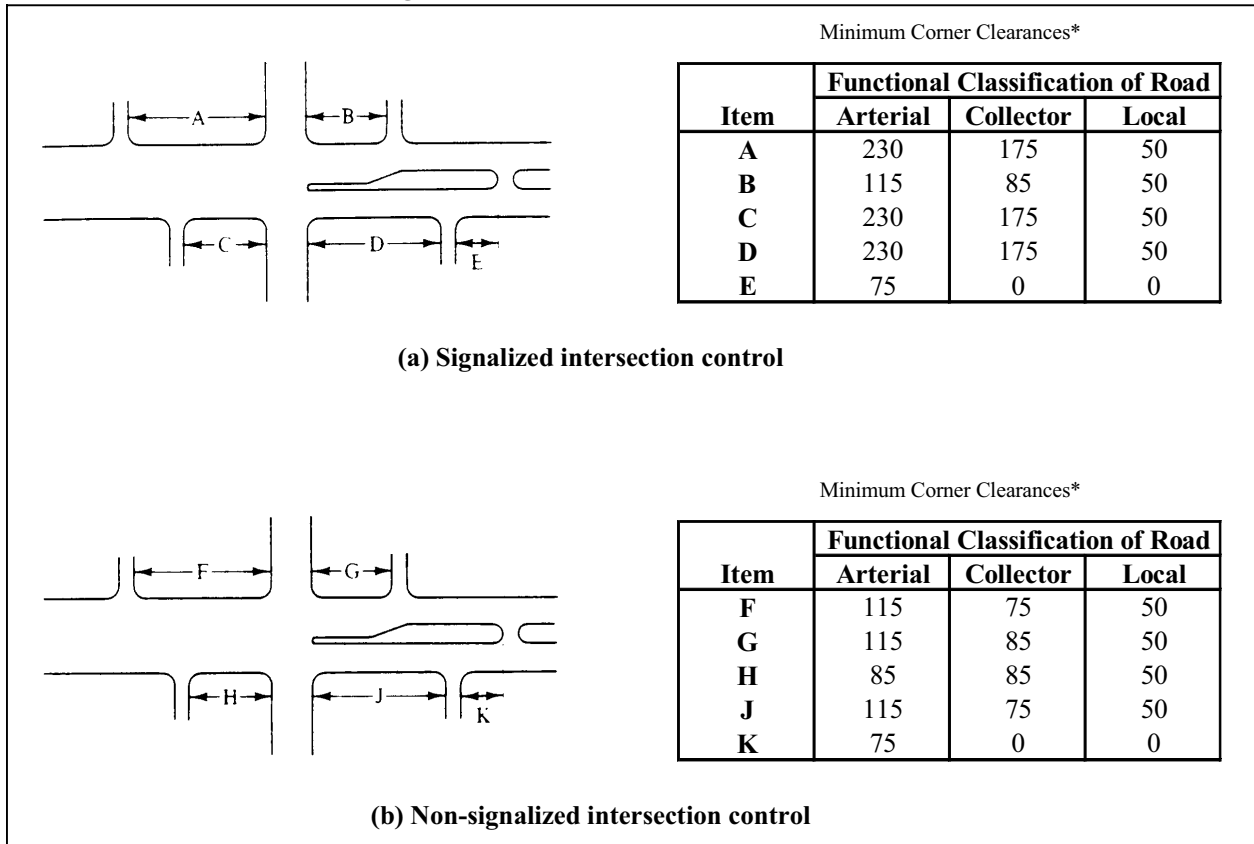 Minimum Corner Clearances*
Functional Classification of Road
Item Arterial Collector Local
A 230 175 50
B 115 85 50
C 230 175 50
D 230 175 50
E 75 0 0
A
B
C
D
E
(a) Signalized intersection control
Minimum Corner Clearances*
Functional Classification of Road
Item Arterial Collector Local
F 115 75 50
G 115 85 50
H 85 85 50
J 115 75 50
K 75 0 0
F
G
H
J
K
(b) Non-signalized intersection control